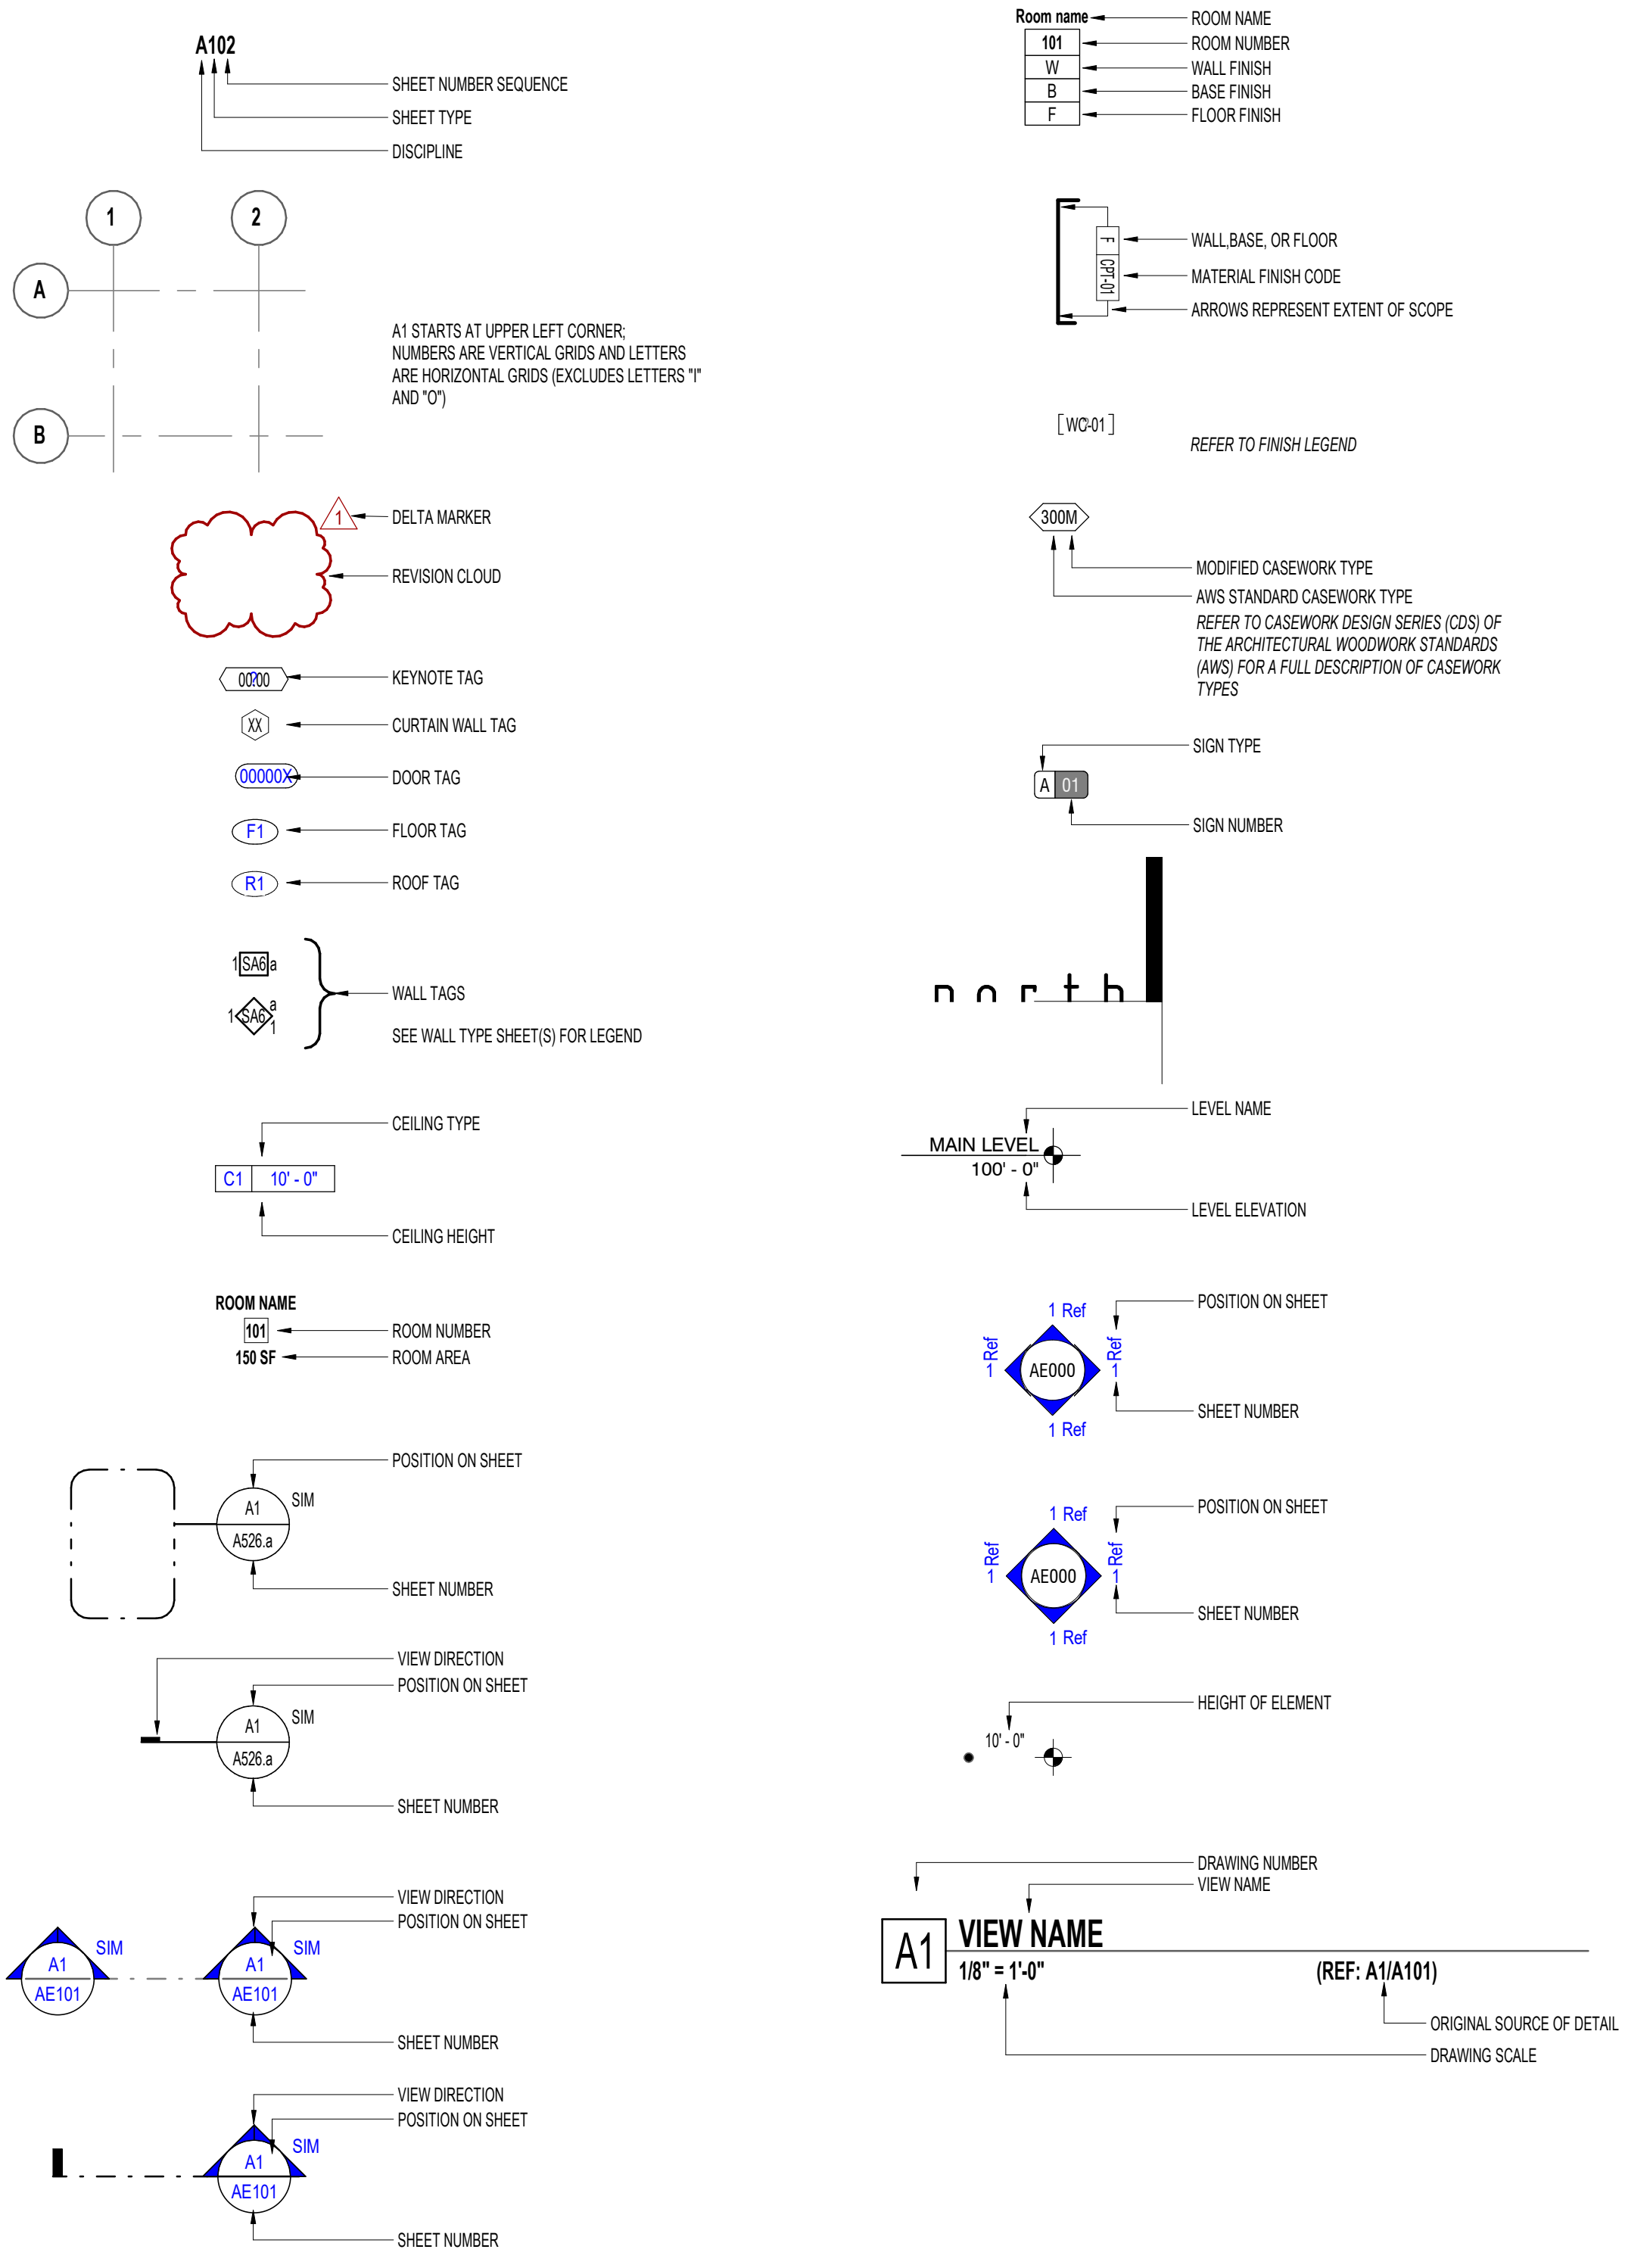 A102
SHEET NUMBER SEQUENCE
SHEET TYPE
DISCIPLINE
1
2
A
B
A1 STARTS AT UPPER LEFT CORNER;
NUMBERS ARE VERTICAL GRIDS AND LETTERS
ARE HORIZONTAL GRIDS (EXCLUDES LETTERS "I"
AND "O")
1
DELTA MARKER
REVISION CLOUD
KEYNOTE TAG
XX
CURTAIN WALL TAG
00000X
DOOR TAG
F1
FLOOR TAG
R1
ROOF TAG
1 SA6 a
1 SA6 a
1
WALL TAGS
SEE WALL TYPE SHEET(S) FOR LEGEND
CEILING TYPE
C1 10' - 0"
CEILING HEIGHT
ROOM NAME
101
ROOM NUMBER
150 SF
ROOM AREA
POSITION ON SHEET
A1
SIM
A526.a
SHEET NUMBER
VIEW DIRECTION
POSITION ON SHEET
A1
SIM
A526.a
SHEET NUMBER
VIEW DIRECTION
POSITION ON SHEET
SIM
SIM
A1
A1
AE101
AE101
SHEET NUMBER
VIEW DIRECTION
POSITION ON SHEET
SIM
A1
AE101
SHEET NUMBER
Room name
ROOM NAME
101
ROOM NUMBER
W
WALL FINISH
B
BASE FINISH
F
FLOOR FINISH
F
WALL,BASE, OR FLOOR
CPT-01
MATERIAL FINISH CODE
ARROWS REPRESENT EXTENT OF SCOPE
REFER TO FINISH LEGEND
300M
MODIFIED CASEWORK TYPE
AWS STANDARD CASEWORK TYPE
REFER TO CASEWORK DESIGN SERIES (CDS) OF
THE ARCHITECTURAL WOODWORK STANDARDS
(AWS) FOR A FULL DESCRIPTION OF CASEWORK
TYPES
SIGN TYPE
A 01
SIGN NUMBER
north
LEVEL NAME
MAIN LEVEL
100' - 0"
LEVEL ELEVATION
POSITION ON SHEET
1 Ref
1 Ref
AE000
1 Ref
1 Ref
SHEET NUMBER
POSITION ON SHEET
1 Ref
1 Ref
AE000
1 Ref
1 Ref
SHEET NUMBER
HEIGHT OF ELEMENT
10' - 0"
DRAWING NUMBER
VIEW NAME
A1
VIEW NAME
1/8" = 1'-0"
(REF: A1/A101)
ORIGINAL SOURCE OF DETAIL
DRAWING SCALE